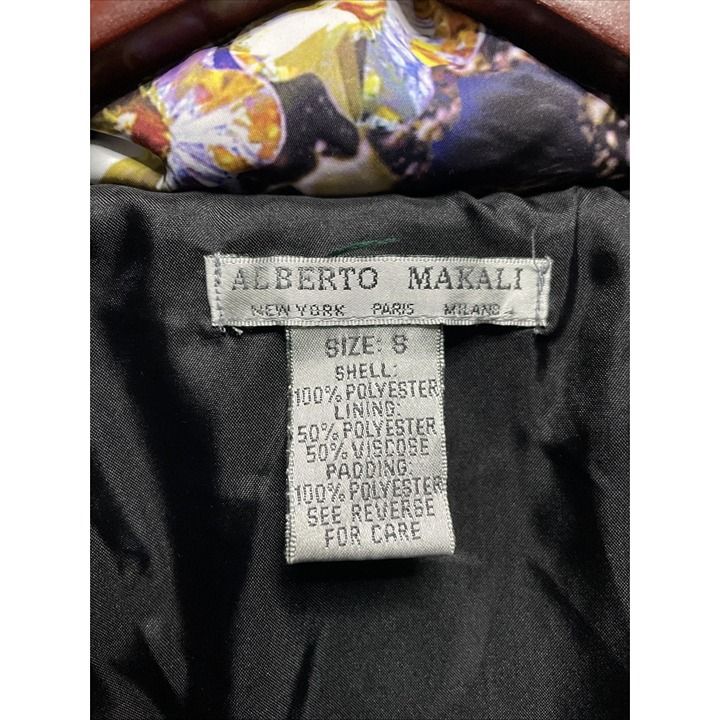 ALBERTO MAKALI
NEW YORK PARIS MILANO
SIZE: S
SHELL:
100% POLYESTER
LINING:
50% POLYESTER
50% VISCOSE
PADDING:
100% POLYESTER
SEE REVERSE
FOR CARE